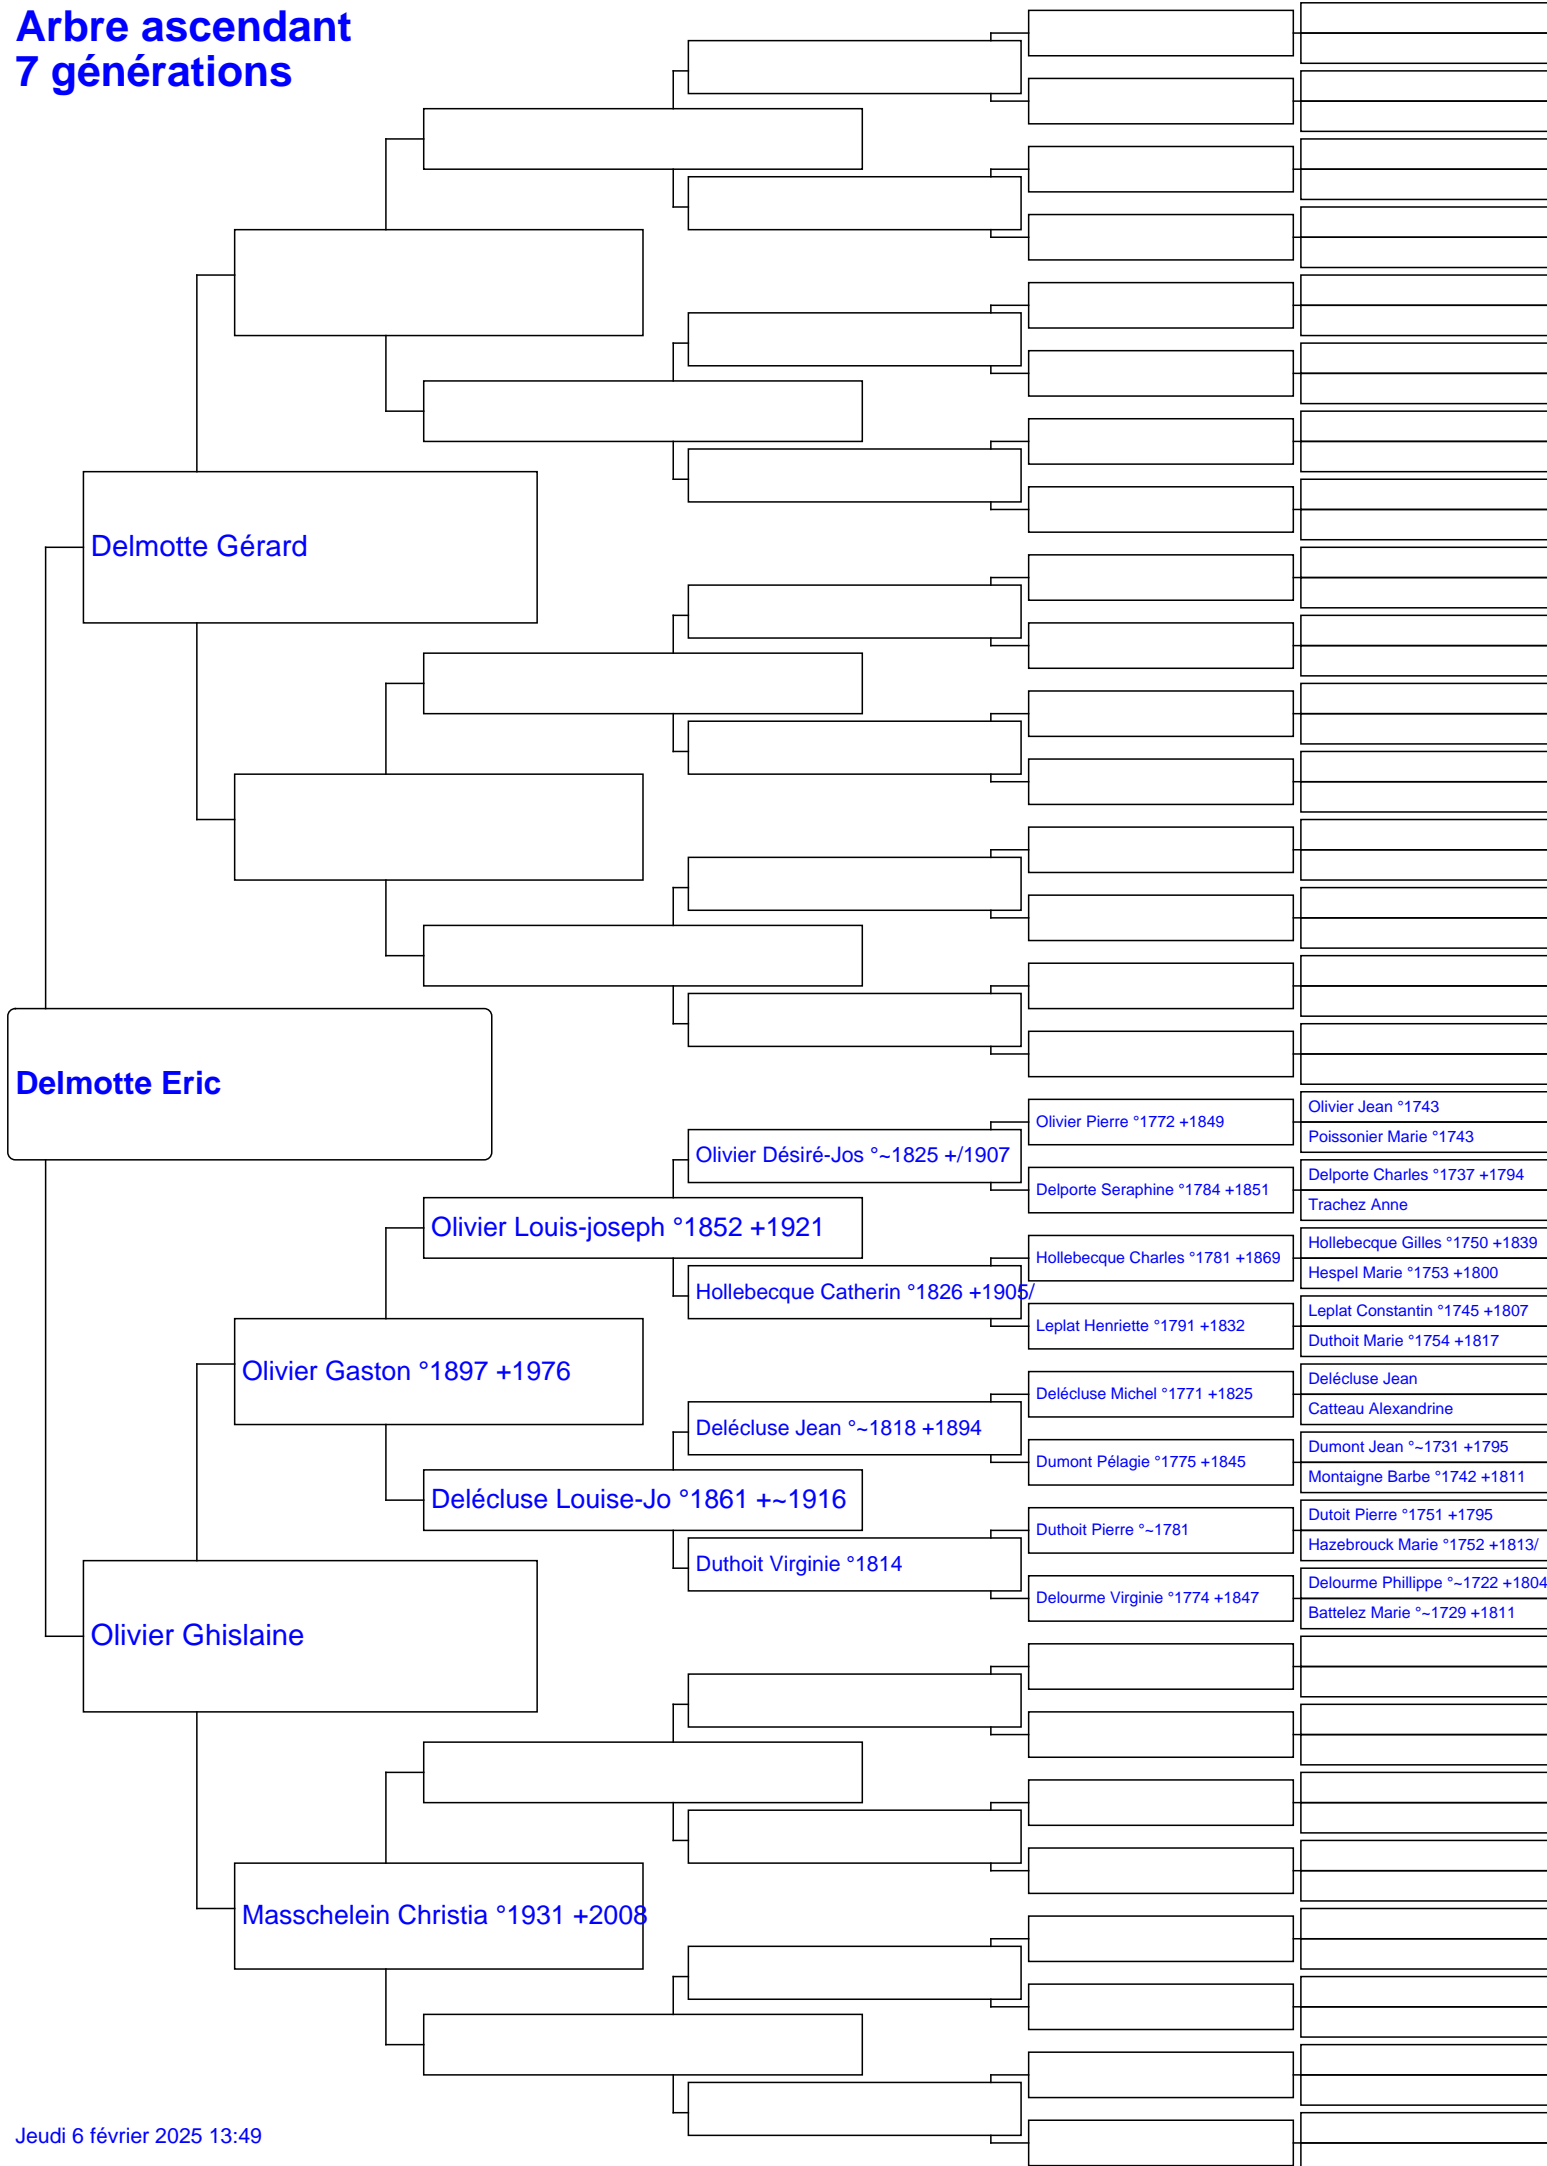 Arbre ascendant
7 générations
Delmotte Gérard
Delmotte Eric
Olivier Jean °1743
Olivier Pierre °1772 +1849
Poissonier Marie °1743
Olivier Désiré-Jos °~1825 +/1907
Delporte Charles °1737 +1794
Delporte Seraphine °1784 +1851
Trachez Anne
Olivier Louis-joseph °1852 +1921
Hollebecque Gilles °1750 +1839
Hollebecque Charles °1781 +1869
Hespel Marie °1753 +1800
Hollebecque Catherin °1826 +1905/
Leplat Constantin °1745 +1807
Leplat Henriette °1791 +1832
Duthoit Marie °1754 +1817
Olivier Gaston °1897 +1976
Delécluse Jean
Delécluse Michel °1771 +1825
Catteau Alexandrine
Delécluse Jean °~1818 +1894
Dumont Jean °~1731 +1795
Dumont Pélagie °1775 +1845
Montaigne Barbe °1742 +1811
Delécluse Louise-Jo °1861 +~1916
Dutoit Pierre °1751 +1795
Duthoit Pierre °~1781
Hazebrouck Marie °1752 +1813/
Duthoit Virginie °1814
Delourme Phillippe °~1722 +1804
Delourme Virginie °1774 +1847
Battelez Marie °~1729 +1811
Olivier Ghislaine
Masschelein Christia °1931 +2008
Jeudi 6 février 2025 13:49